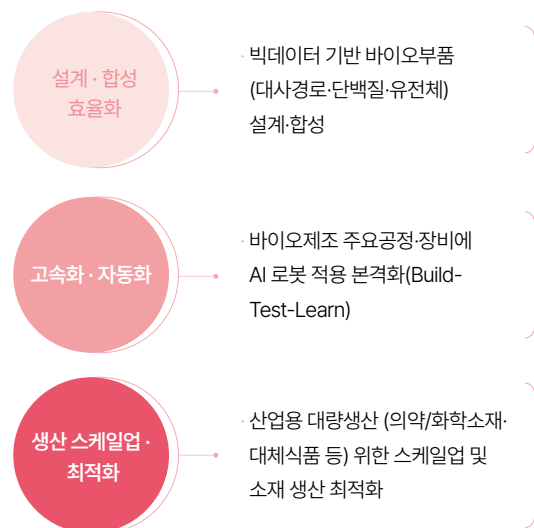 설계 · 합성
효율화
· 빅데이터 기반 바이오부품
(대사경로·단백질·유전체)
설계·합성
고속화 · 자동화
· 바이오제조 주요공정·장비에
AI 로봇 적용 본격화(Build-
Test-Learn)
생산 스케일업 ·
최적화
· 산업용 대량생산 (의약/화학소재·
대체식품 등) 위한 스케일업 및
소재 생산 최적화